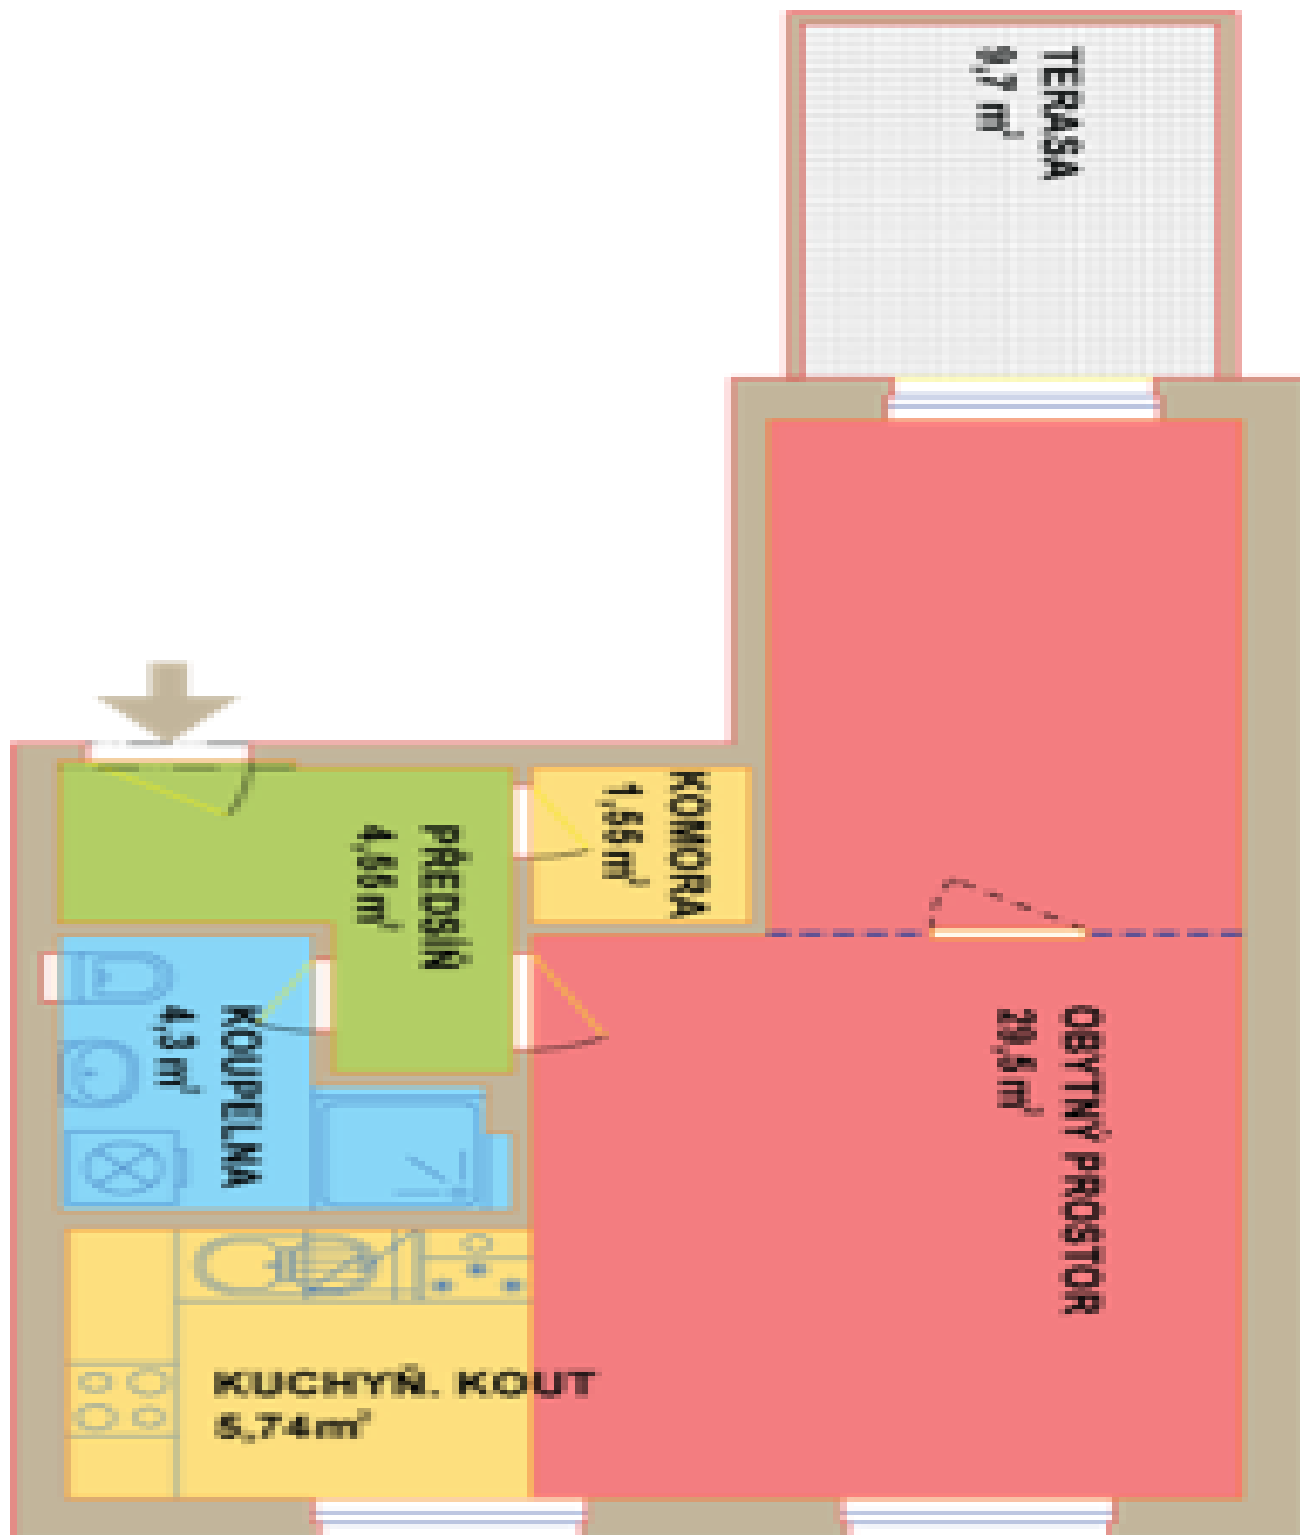 TERASA
9,7 m²
KOMORA
1,55 m²
PŘEDSÍŇ
4,55 m²
KOUPELNA
4,3 m²
OBYTNÝ PROSTOR
29,5 m²
KUCHYŇ. KOUT
5,74 m²